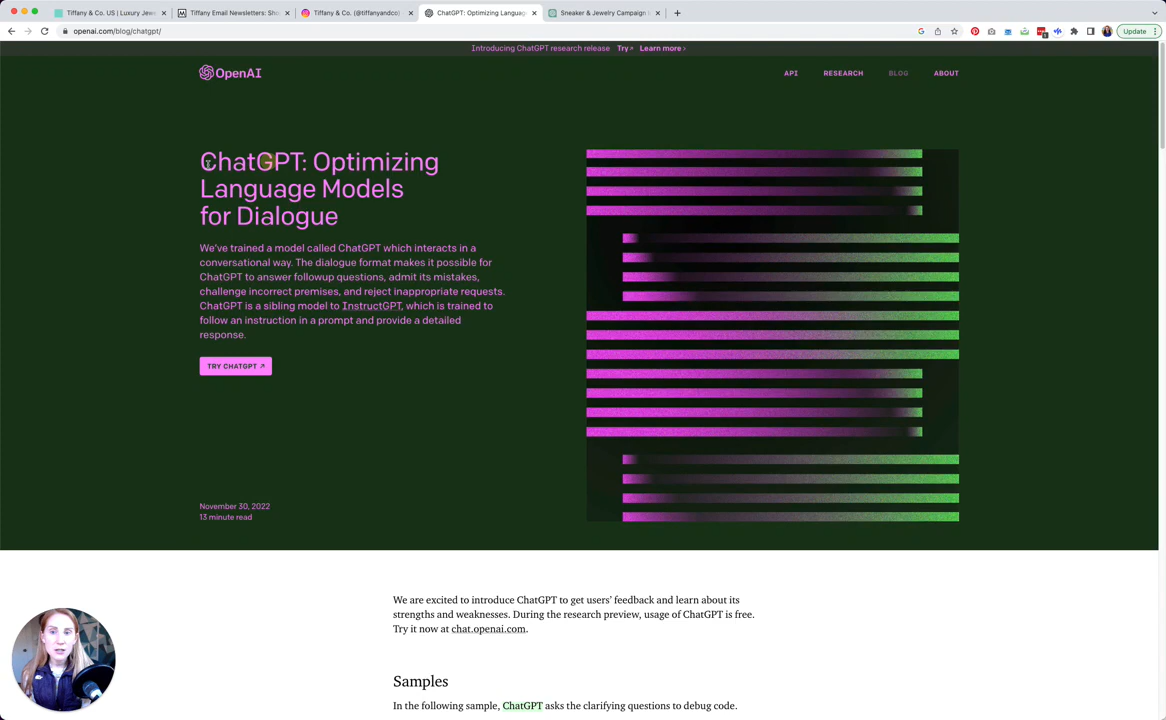 Tiffany & Co. US | Luxury Jewe
Tiffany Email Newsletters: Sho
Tiffany & Co. (@tiffanyandco)
ChatGPT: Optimizing Languag
Sneaker & Jewelry Campaign
openai.com/blog/chatgpt/
Update
Introducing ChatGPT research release Try↗ Learn more ›
OpenAI
API RESEARCH BLOG ABOUT
ChatGPT: Optimizing
Language Models
for Dialogue
We've trained a model called ChatGPT which interacts in a
conversational way. The dialogue format makes it possible for
ChatGPT to answer followup questions, admit its mistakes,
challenge incorrect premises, and reject inappropriate requests.
ChatGPT is a sibling model to InstructGPT, which is trained to
follow an instruction in a prompt and provide a detailed
response.
TRY CHATGPT ↗
November 30, 2022
13 minute read
We are excited to introduce ChatGPT to get users' feedback and learn about its
strengths and weaknesses. During the research preview, usage of ChatGPT is free.
Try it now at chat.openai.com.
Samples
In the following sample, ChatGPT asks the clarifying questions to debug code.